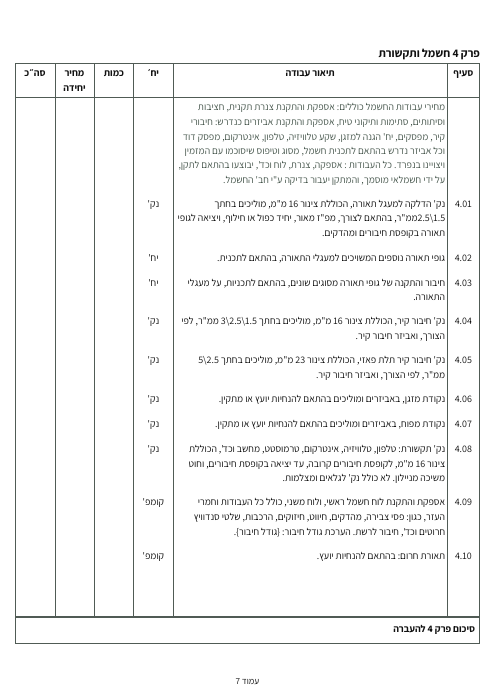 פרק 4 חשמל ותקשורת
סעיף תיאור עבודה יח׳ כמות מחיר יחידה סה״כ
מחירי עבודות החשמל כוללים: אספקת והתקנת צנרת תקנית, חציבות
וסיתותים, סתימות ותיקוני טיח, אספקת והתקנת אביזרים כנדרש: חיבורי
קיר, מפסקים, יח' הגנה למזגן, שקע טלוויזיה, טלפון, אינטרקום, מפסק דוד
וכל אביזר נדרש בהתאם לתכנית חשמל, מסוג וטיפוס שיסוכמו עם המזמין
ויצויינו בנפרד. כל העבודות : אספקה, צנרת, לוח וכד', יבוצעו בהתאם לתקן,
על ידי חשמלאי מוסמך, והמתקן יעבור בדיקה ע"י חב' החשמל.
4.01 נק' הדלקה למעגל תאורה, הכוללת צינור 16 מ"מ, מוליכים בחתך נק'
1.5\2.5ממ"ר, בהתאם לצורך, מפ"ז מאור, יחיד כפול או חילוף, ויציאה לגופי
תאורה בקופסת חיבורים ומהדקים.
4.02 גופי תאורה נוספים המשויכים למעגלי התאורה, בהתאם לתכנית. יח'
4.03 חיבור והתקנה של גופי תאורה מסוגים שונים, בהתאם לתכניות, על מעגלי יח'
התאורה.
4.04 נק' חיבור קיר, הכוללת צינור 16 מ"מ, מוליכים בחתך 1.5\2.5\3 ממ"ר, לפי נק'
הצורך, ואביזר חיבור קיר.
4.05 נק' חיבור קיר תלת פאזי, הכוללת צינור 23 מ"מ, מוליכים בחתך 2.5\5 נק'
ממ"ר, לפי הצורך, ואביזר חיבור קיר.
4.06 נקודת מזגן, באביזרים ומוליכים בהתאם להנחיות יועץ או מתקין. נק'
4.07 נקודת מפוח, באביזרים ומוליכים בהתאם להנחיות יועץ או מתקין. נק'
4.08 נק' תקשורת: טלפון, טלוויזיה, אינטרקום, טרמוסטט, מחשב וכד', הכוללת נק'
צינור 16 מ"מ, לקופסת חיבורים קרובה, עד יציאה בקופסת חיבורים, וחוט
משיכה מניילון. לא כולל נק' לגלאים ומצלמות.
4.09 אספקת והתקנת לוח חשמל ראשי, ולוח משני, כולל כל העבודות וחמרי קומפ'
העזר, כגון: פסי צבירה, מהדקים, חיווט, חיזוקים, הרכבות, שלטי סנדוויץ
חרוטים וכד', חיבור לרשת. הערכת גודל חיבור: {גודל חיבור}.
4.10 תאורת חרום: בהתאם להנחיות יועץ. קומפ'
סיכום פרק 4 להעברה
עמוד 7